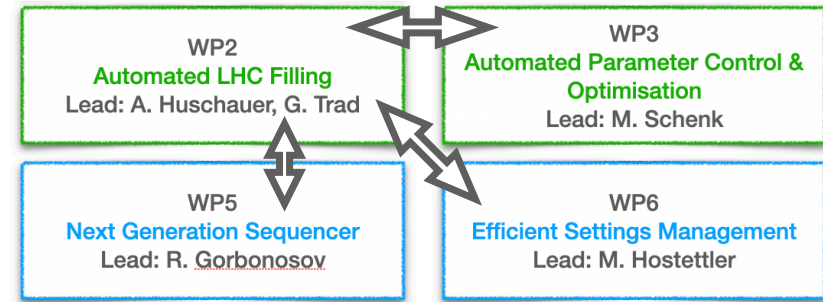 WP2
Automated LHC Filling
Lead: A. Huschauer, G. Trad
WP3
Automated Parameter Control &
Optimisation
Lead: M. Schenk
WP5
Next Generation Sequencer
Lead: R. Gorbonosov
WP6
Efficient Settings Management
Lead: M. Hostettler